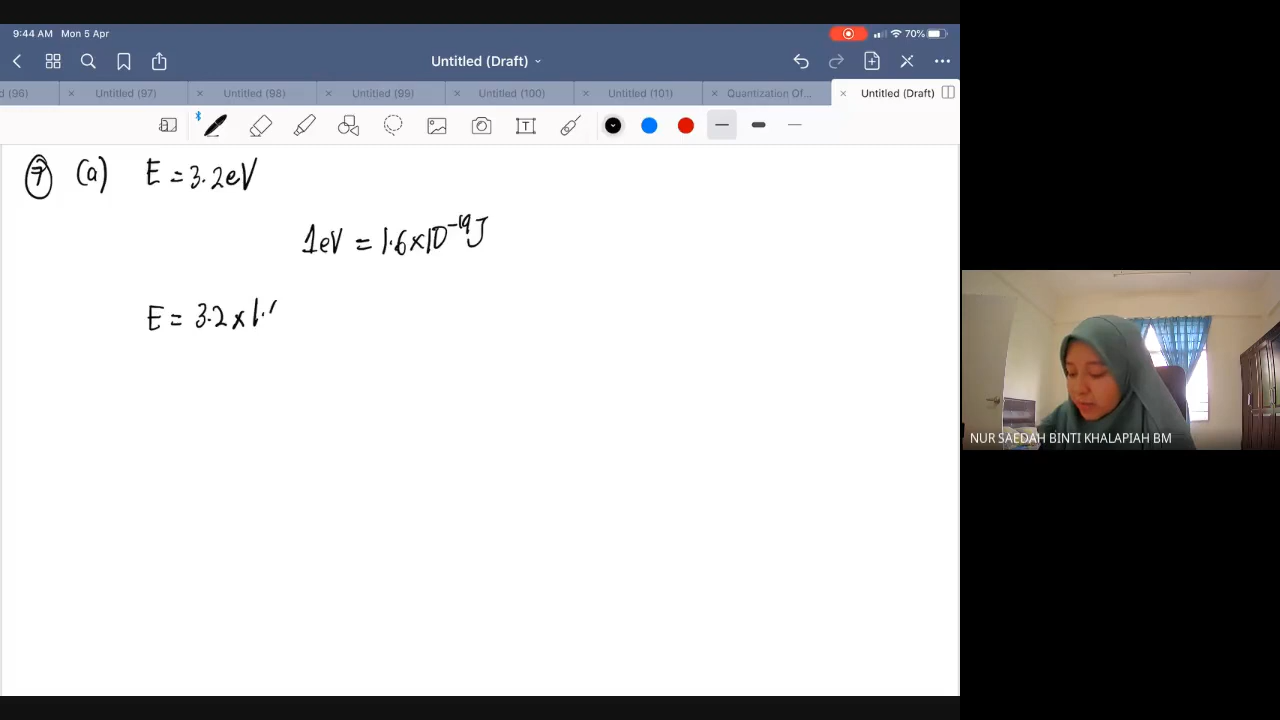 9:44 AM Mon 5 Apr
70%
Untitled (Draft)
d (96)
Untitled (97)
Untitled (98)
Untitled (99)
Untitled (100)
Untitled (101)
Quantization Of...
Untitled (Draft)
T
7 (a) E = 3.2eV
1eV = 1.6×10⁻¹⁹J
E = 3.2 × 1.
NUR SAEDAH BINTI KHALAPIAH BM